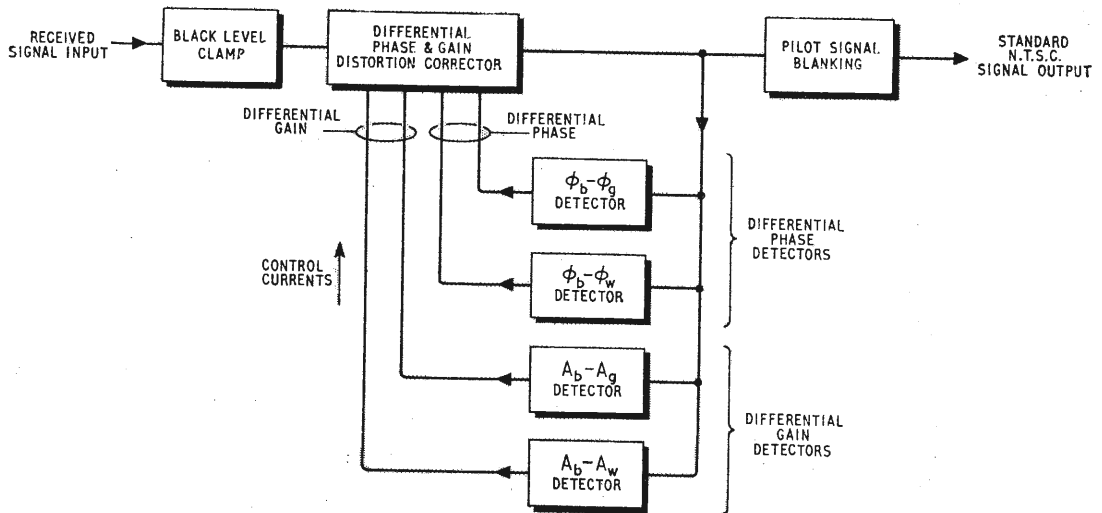 RECEIVED
SIGNAL INPUT
BLACK LEVEL
CLAMP
DIFFERENTIAL
PHASE & GAIN
DISTORTION CORRECTOR
PILOT SIGNAL
BLANKING
STANDARD
N.T.S.C.
SIGNAL OUTPUT
DIFFERENTIAL
GAIN
DIFFERENTIAL
PHASE
ϕb–ϕg
DETECTOR
ϕb–ϕw
DETECTOR
DIFFERENTIAL
PHASE
DETECTORS
CONTROL
CURRENTS
Ab–Ag
DETECTOR
Ab–Aw
DETECTOR
DIFFERENTIAL
GAIN
DETECTORS